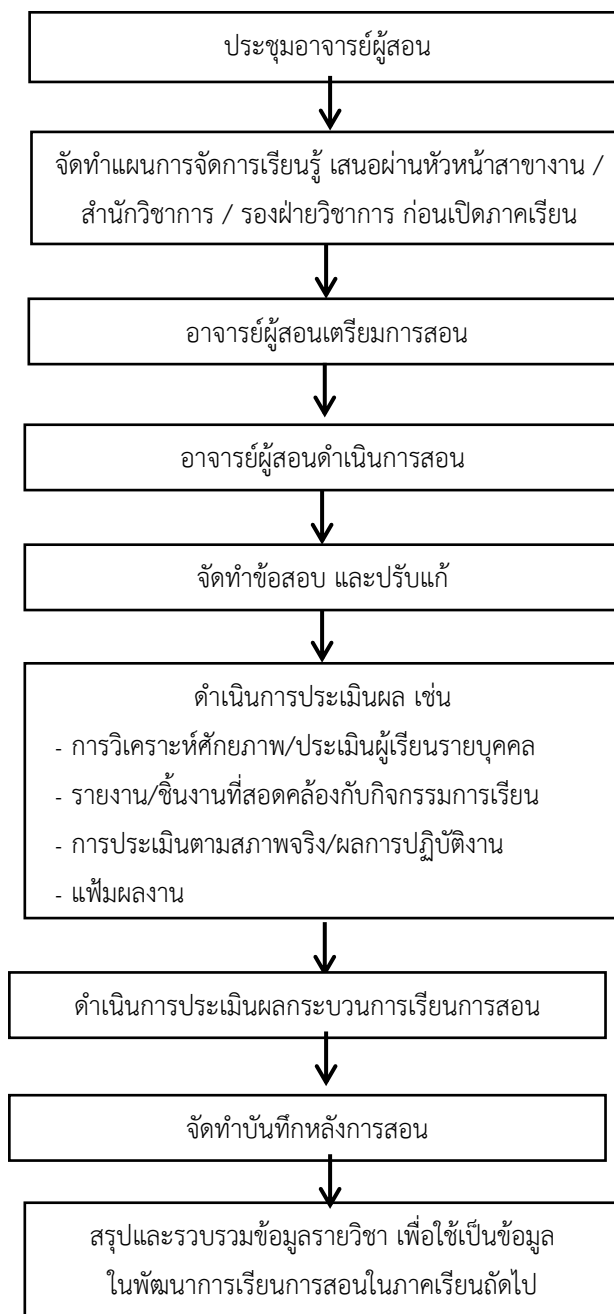 ประชุมอาจารย์ผู้สอน
จัดทำแผนการจัดการเรียนรู้ เสนอผ่านหัวหน้าสาขางาน /
สำนักวิชาการ / รองฝ่ายวิชาการ ก่อนเปิดภาคเรียน
อาจารย์ผู้สอนเตรียมการสอน
อาจารย์ผู้สอนดำเนินการสอน
จัดทำข้อสอบ และปรับแก้
ดำเนินการประเมินผล เช่น
- การวิเคราะห์ศักยภาพ/ประเมินผู้เรียนรายบุคคล
- รายงาน/ชิ้นงานที่สอดคล้องกับกิจกรรมการเรียน
- การประเมินตามสภาพจริง/ผลการปฏิบัติงาน
- แฟ้มผลงาน
ดำเนินการประเมินผลกระบวนการเรียนการสอน
จัดทำบันทึกหลังการสอน
สรุปและรวบรวมข้อมูลรายวิชา เพื่อใช้เป็นข้อมูล
ในพัฒนาการเรียนการสอนในภาคเรียนถัดไป